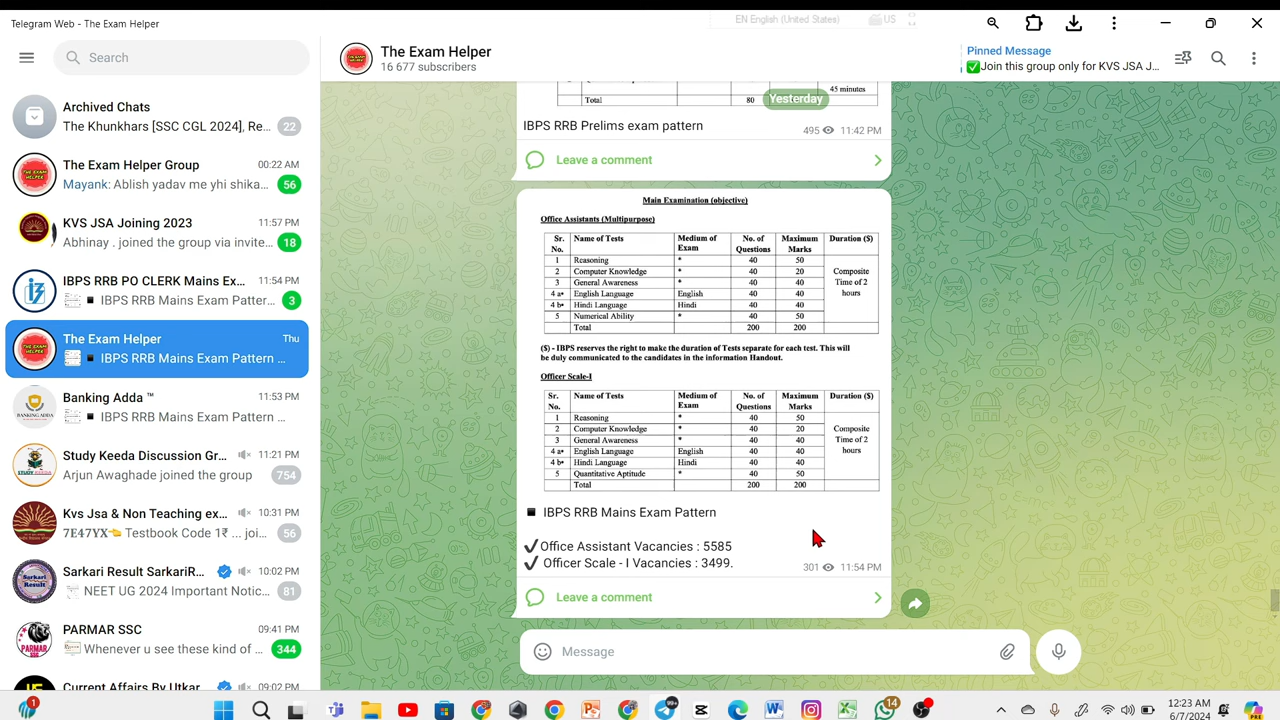 Telegram Web - The Exam Helper
EN English (United States)
US
Search
Archived Chats
The Khunkhars [SSC CGL 2024], Re...
22
The Exam Helper Group
00:22 AM
Mayank: Ablish yadav me yhi shika...
56
KVS JSA Joining 2023
11:57 PM
Abhinay . joined the group via invite...
18
IBPS RRB PO CLERK Mains Ex...
11:54 PM
▪ IBPS RRB Mains Exam Patter...
3
The Exam Helper
Thu
▪ IBPS RRB Mains Exam Pattern ...
Banking Adda ™
11:53 PM
▪ IBPS RRB Mains Exam Pattern ...
Study Keeda Discussion Gr...
11:21 PM
Arjun Awaghade joined the group
754
Kvs Jsa & Non Teaching ex...
10:31 PM
7E47YX👈 Testbook Code 1₹ ... joi...
56
Sarkari Result SarkariR...
10:02 PM
NEET UG 2024 Important Notic...
81
PARMAR SSC
09:41 PM
Whenever u see these kind of ...
344
Current Affairs By Utkar...
09:02 PM
The Exam Helper
16 677 subscribers
Pinned Message
✅Join this group only for KVS JSA J...
45 minutes
Total 80
Yesterday
IBPS RRB Prelims exam pattern
495 11:42 PM
Leave a comment
Main Examination (objective)
Office Assistants (Multipurpose)
Sr. No. Name of Tests Medium of Exam No. of Questions Maximum Marks Duration ($)
1 Reasoning * 40 50
2 Computer Knowledge * 40 20
3 General Awareness * 40 40
4 a* English Language English 40 40
4 b* Hindi Language Hindi 40 40
5 Numerical Ability * 40 50
Total 200 200
Composite
Time of 2
hours
($) - IBPS reserves the right to make the duration of Tests separate for each test. This will
be duly communicated to the candidates in the information Handout.
Officer Scale-I
Sr. No. Name of Tests Medium of Exam No. of Questions Maximum Marks Duration ($)
1 Reasoning * 40 50
2 Computer Knowledge * 40 20
3 General Awareness * 40 40
4 a* English Language English 40 40
4 b* Hindi Language Hindi 40 40
5 Quantitative Aptitude * 40 50
Total 200 200
Composite
Time of 2
hours
▪ IBPS RRB Mains Exam Pattern
✔Office Assistant Vacancies : 5585
✔ Officer Scale - I Vacancies : 3499.
301 11:54 PM
Leave a comment
Message
1
99+
14
12:23 AM
6/7/2024
PRE